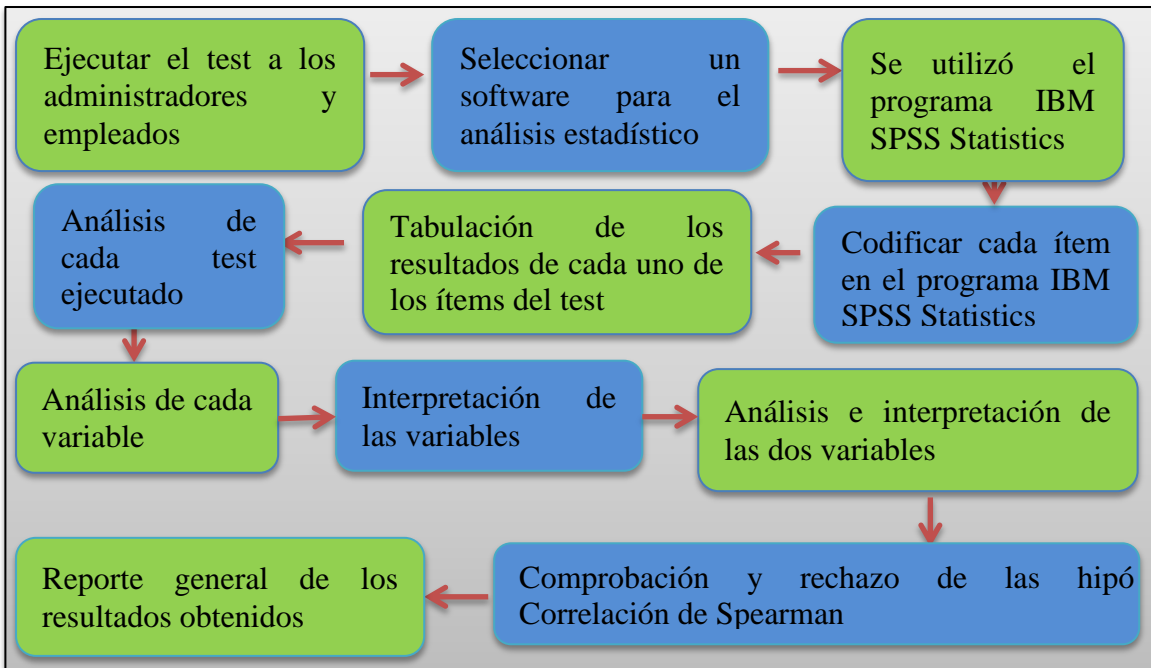 Ejecutar el test a los
administradores y
empleados
Seleccionar un
software para el
análisis estadístico
Se utilizó el
programa IBM
SPSS Statistics
Codificar cada ítem
en el programa IBM
SPSS Statistics
Tabulación de los
resultados de cada uno de
los ítems del test
Análisis de
cada test
ejecutado
Análisis de cada
variable
Interpretación de
las variables
Análisis e interpretación de
las dos variables
Comprobación y rechazo de las hipó
Correlación de Spearman
Reporte general de los
resultados obtenidos